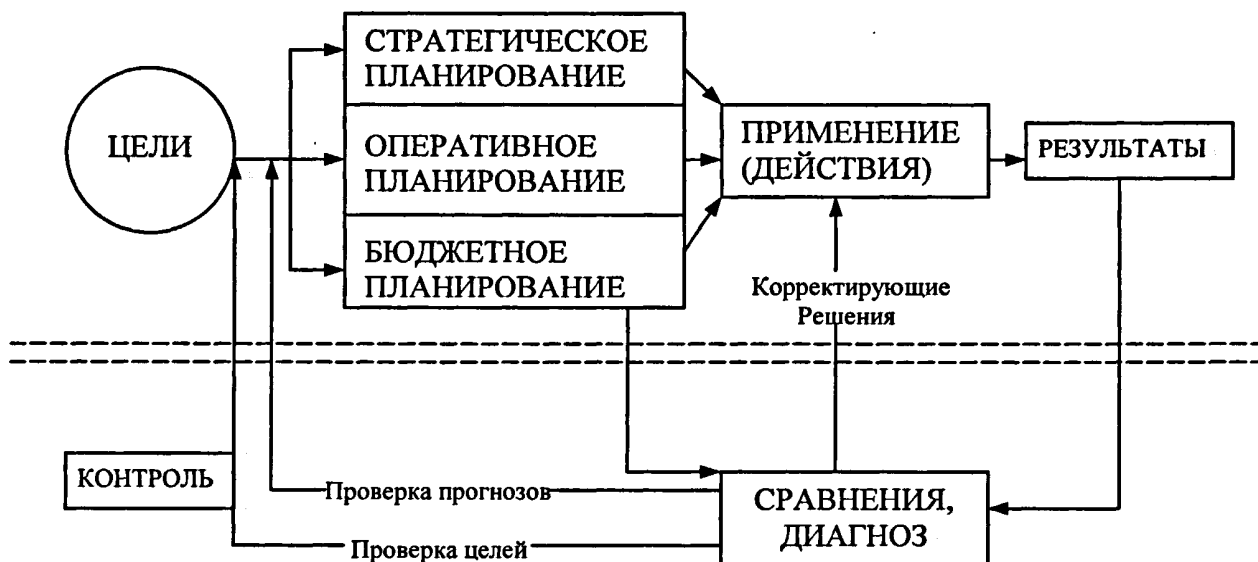 СТРАТЕГИЧЕСКОЕ
ПЛАНИРОВАНИЕ
ЦЕЛИ
ОПЕРАТИВНОЕ
ПЛАНИРОВАНИЕ
ПРИМЕНЕНИЕ
(ДЕЙСТВИЯ)
РЕЗУЛЬТАТЫ
БЮДЖЕТНОЕ
ПЛАНИРОВАНИЕ
Корректирующие
Решения
КОНТРОЛЬ
Проверка прогнозов
СРАВНЕНИЯ,
ДИАГНОЗ
Проверка целей